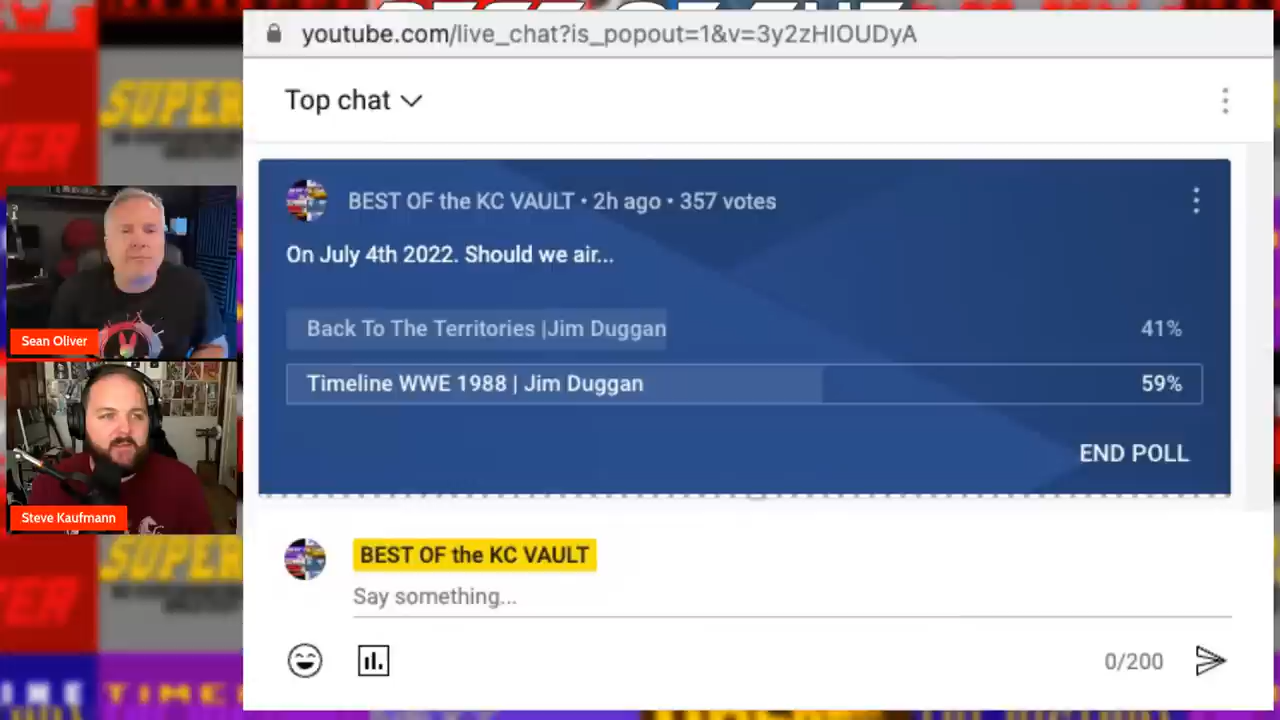 youtube.com/live_chat?is_popout=1&v=3y2zHIOUDyA
Top chat
BEST OF the KC VAULT • 2h ago • 357 votes
On July 4th 2022. Should we air...
Back To The Territories |Jim Duggan 41%
Timeline WWE 1988 | Jim Duggan 59%
END POLL
Sean Oliver
Steve Kaufmann
BEST OF the KC VAULT
Say something...
0/200
SUPER
SUPER